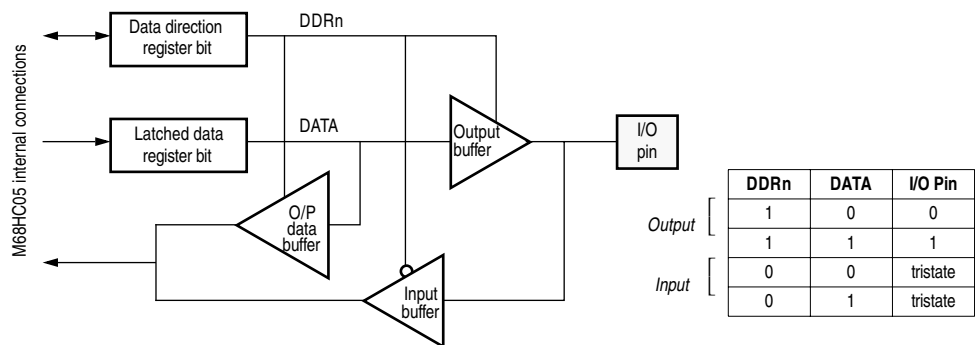 M68HC05 internal connections
Data direction
register bit
DDRn
Latched data
register bit
DATA
Output
buffer
I/O
pin
O/P
data
buffer
Input
buffer
DDRn DATA I/O Pin
Output
1 0 0
1 1 1
Input
0 0 tristate
0 1 tristate